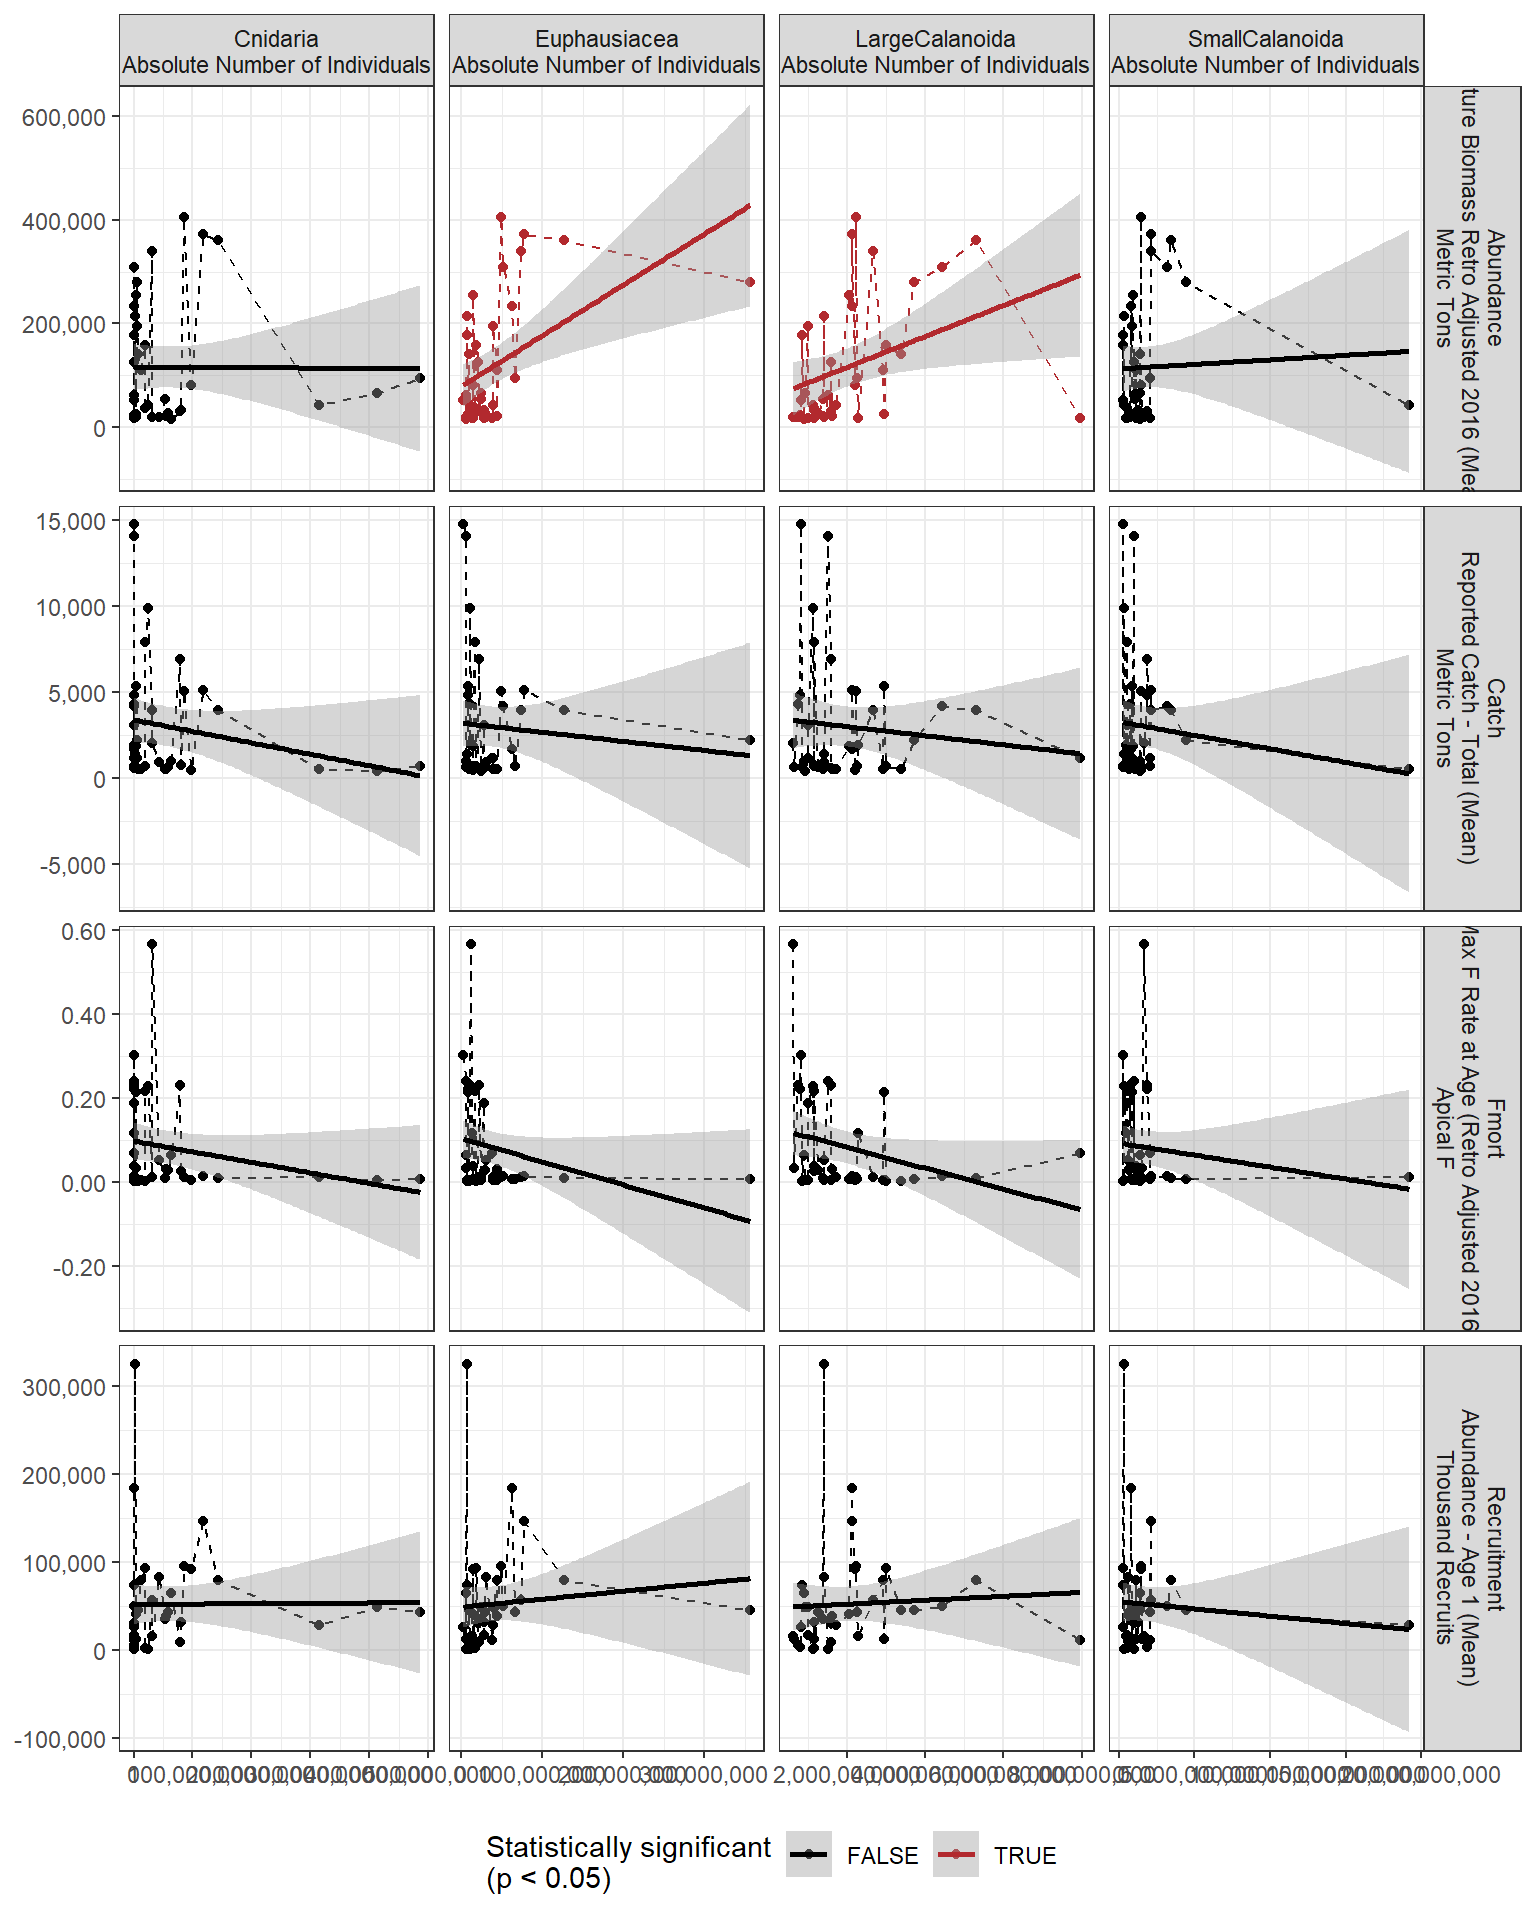 Cnidaria
Absolute Number of Individuals
Euphausiacea
Absolute Number of Individuals
LargeCalanoida
Absolute Number of Individuals
SmallCalanoida
Absolute Number of Individuals
600,000
400,000
200,000
0
Abundance
ture Biomass Retro Adjusted 2016 (Mea
Metric Tons
15,000
10,000
5,000
0
-5,000
Catch
Reported Catch - Total (Mean)
Metric Tons
0.60
0.40
0.20
0.00
-0.20
Fmort
Max F Rate at Age (Retro Adjusted 2016
Apical F
300,000
200,000
100,000
0
-100,000
Recruitment
Abundance - Age 1 (Mean)
Thousand Recruits
Statistically significant
(p < 0.05)
FALSE
TRUE